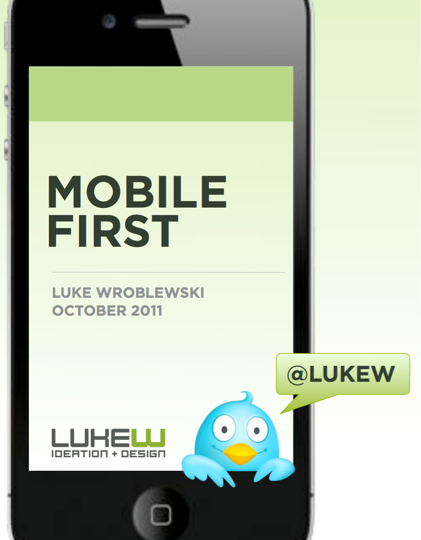 MOBILE
FIRST
LUKE WROBLEWSKI
OCTOBER 2011
@LUKEW
LUKEW
IDEATION + DESIGN